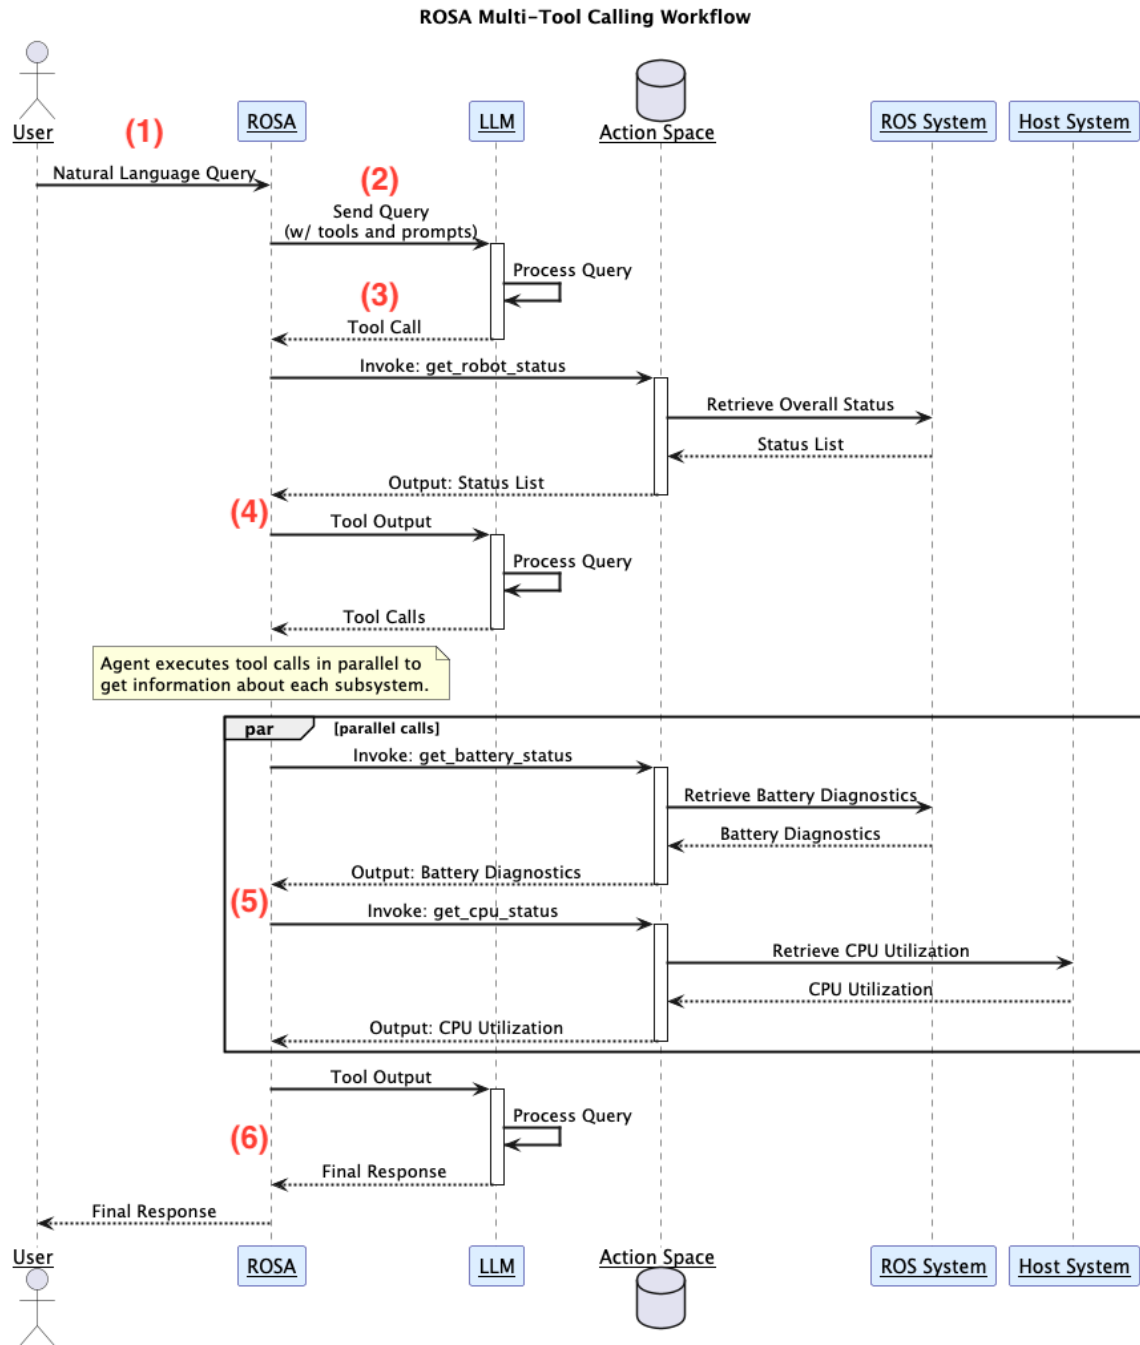 ROSA Multi-Tool Calling Workflow
User
ROSA
LLM
Action Space
ROS System
Host System
(1)
Natural Language Query
(2)
Send Query
(w/ tools and prompts)
Process Query
(3)
Tool Call
Invoke: get_robot_status
Retrieve Overall Status
Status List
Output: Status List
(4)
Tool Output
Process Query
Tool Calls
Agent executes tool calls in parallel to
get information about each subsystem.
par [parallel calls]
Invoke: get_battery_status
Retrieve Battery Diagnostics
Battery Diagnostics
Output: Battery Diagnostics
(5)
Invoke: get_cpu_status
Retrieve CPU Utilization
CPU Utilization
Output: CPU Utilization
Tool Output
Process Query
(6)
Final Response
Final Response
User
ROSA
LLM
Action Space
ROS System
Host System